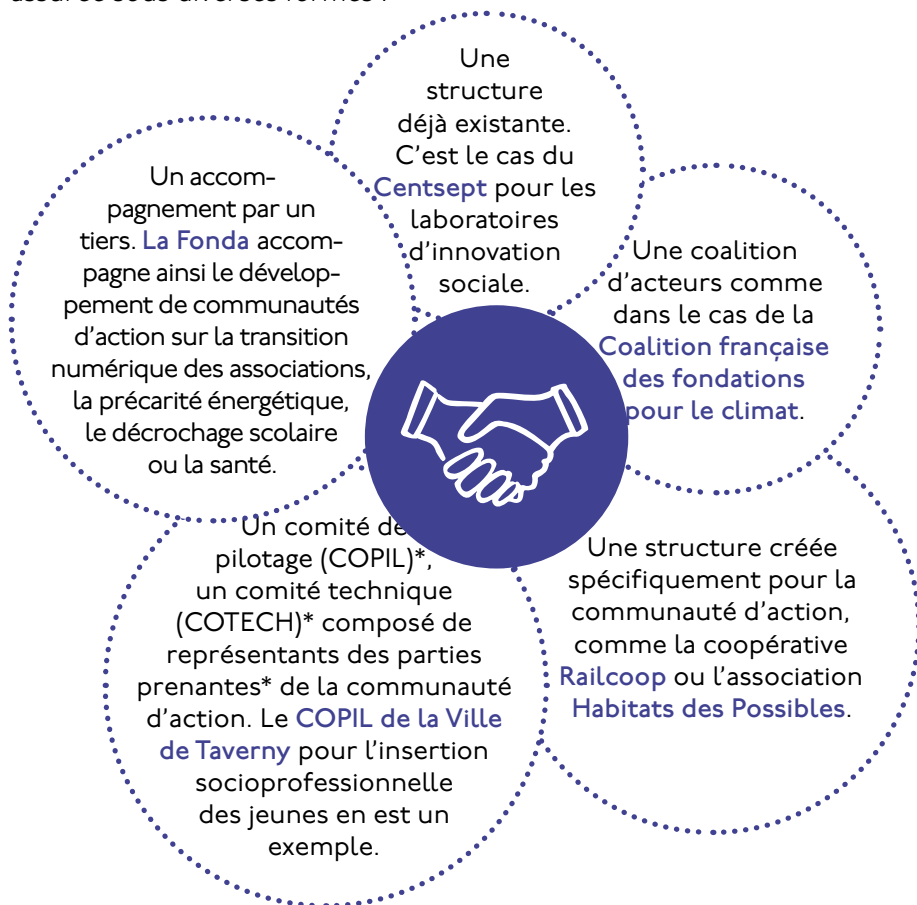 assurée sous diverses formes :
Une
structure
déjà existante.
C'est le cas du
Centsept pour les
laboratoires
d'innovation
sociale.
Un accom-
pagnement par un
tiers. La Fonda accom-
pagne ainsi le dévelop-
pement de communautés
d'action sur la transition
numérique des associations,
la précarité énergétique,
le décrochage scolaire
ou la santé.
Une coalition
d'acteurs comme
dans le cas de la
Coalition française
des fondations
pour le climat.
Un comité de
pilotage (COPIL)*,
un comité technique
(COTECH)* composé de
représentants des parties
prenantes* de la communauté
d'action. Le COPIL de la Ville
de Taverny pour l'insertion
socioprofessionnelle
des jeunes en est un
exemple.
Une structure créée
spécifiquement pour la
communauté d'action,
comme la coopérative
Railcoop ou l'association
Habitats des Possibles.